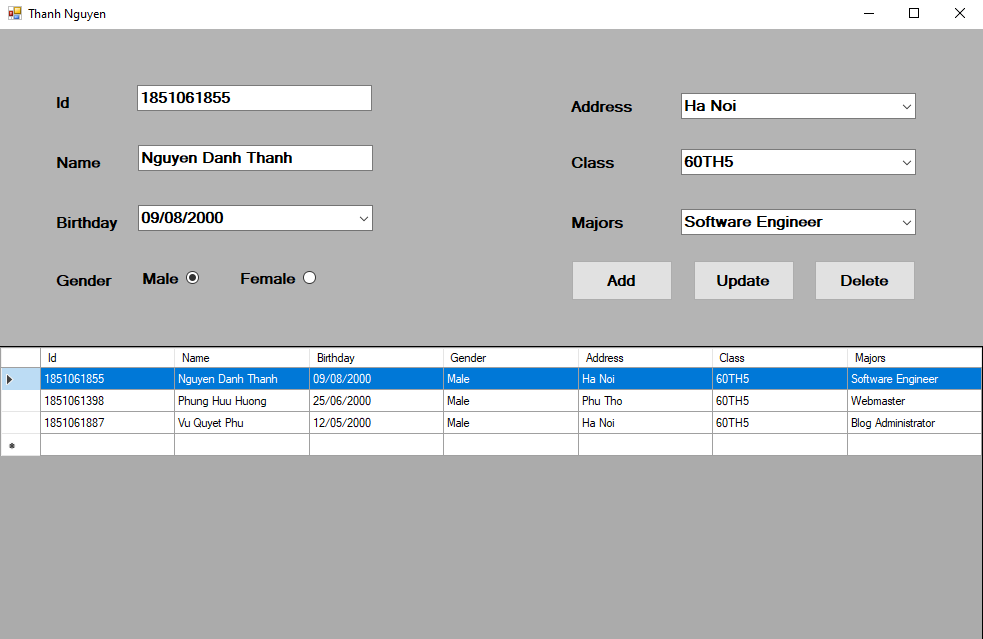 Thanh Nguyen
Id 1851061855
Address Ha Noi
Name Nguyen Danh Thanh
Class 60TH5
Birthday 09/08/2000
Majors Software Engineer
Gender Male Female
Add Update Delete
Id Name Birthday Gender Address Class Majors
1851061855 Nguyen Danh Thanh 09/08/2000 Male Ha Noi 60TH5 Software Engineer
1851061398 Phung Huu Huong 25/06/2000 Male Phu Tho 60TH5 Webmaster
1851061887 Vu Quyet Phu 12/05/2000 Male Ha Noi 60TH5 Blog Administrator